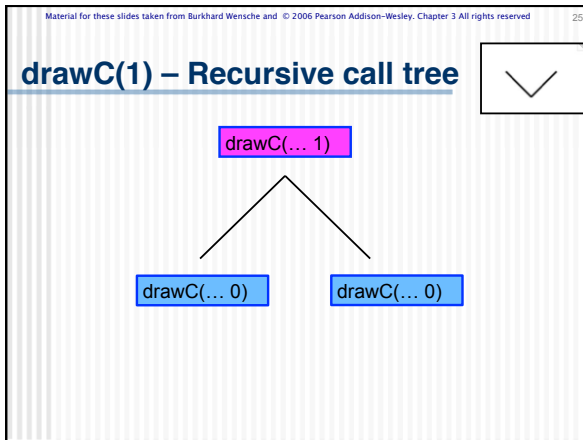 Material for these slides taken from Burkhard Wensche and © 2006 Pearson Addison-Wesley. Chapter 3 All rights reserved 25
drawC(1) – Recursive call tree
drawC(... 1)
drawC(... 0) drawC(... 0)